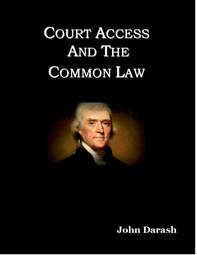 COURT ACCESS
AND THE
COMMON LAW
John Darash